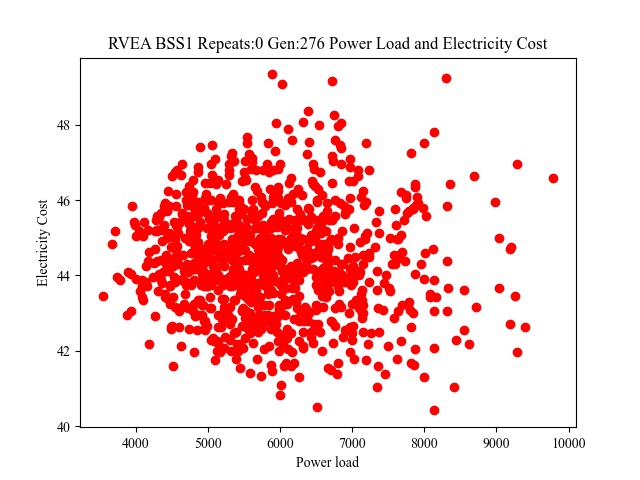 RVEA BSS1 Repeats:0 Gen:276 Power Load and Electricity Cost
48
46
44
42
40
Electricity Cost
4000 5000 6000 7000 8000 9000 10000
Power load